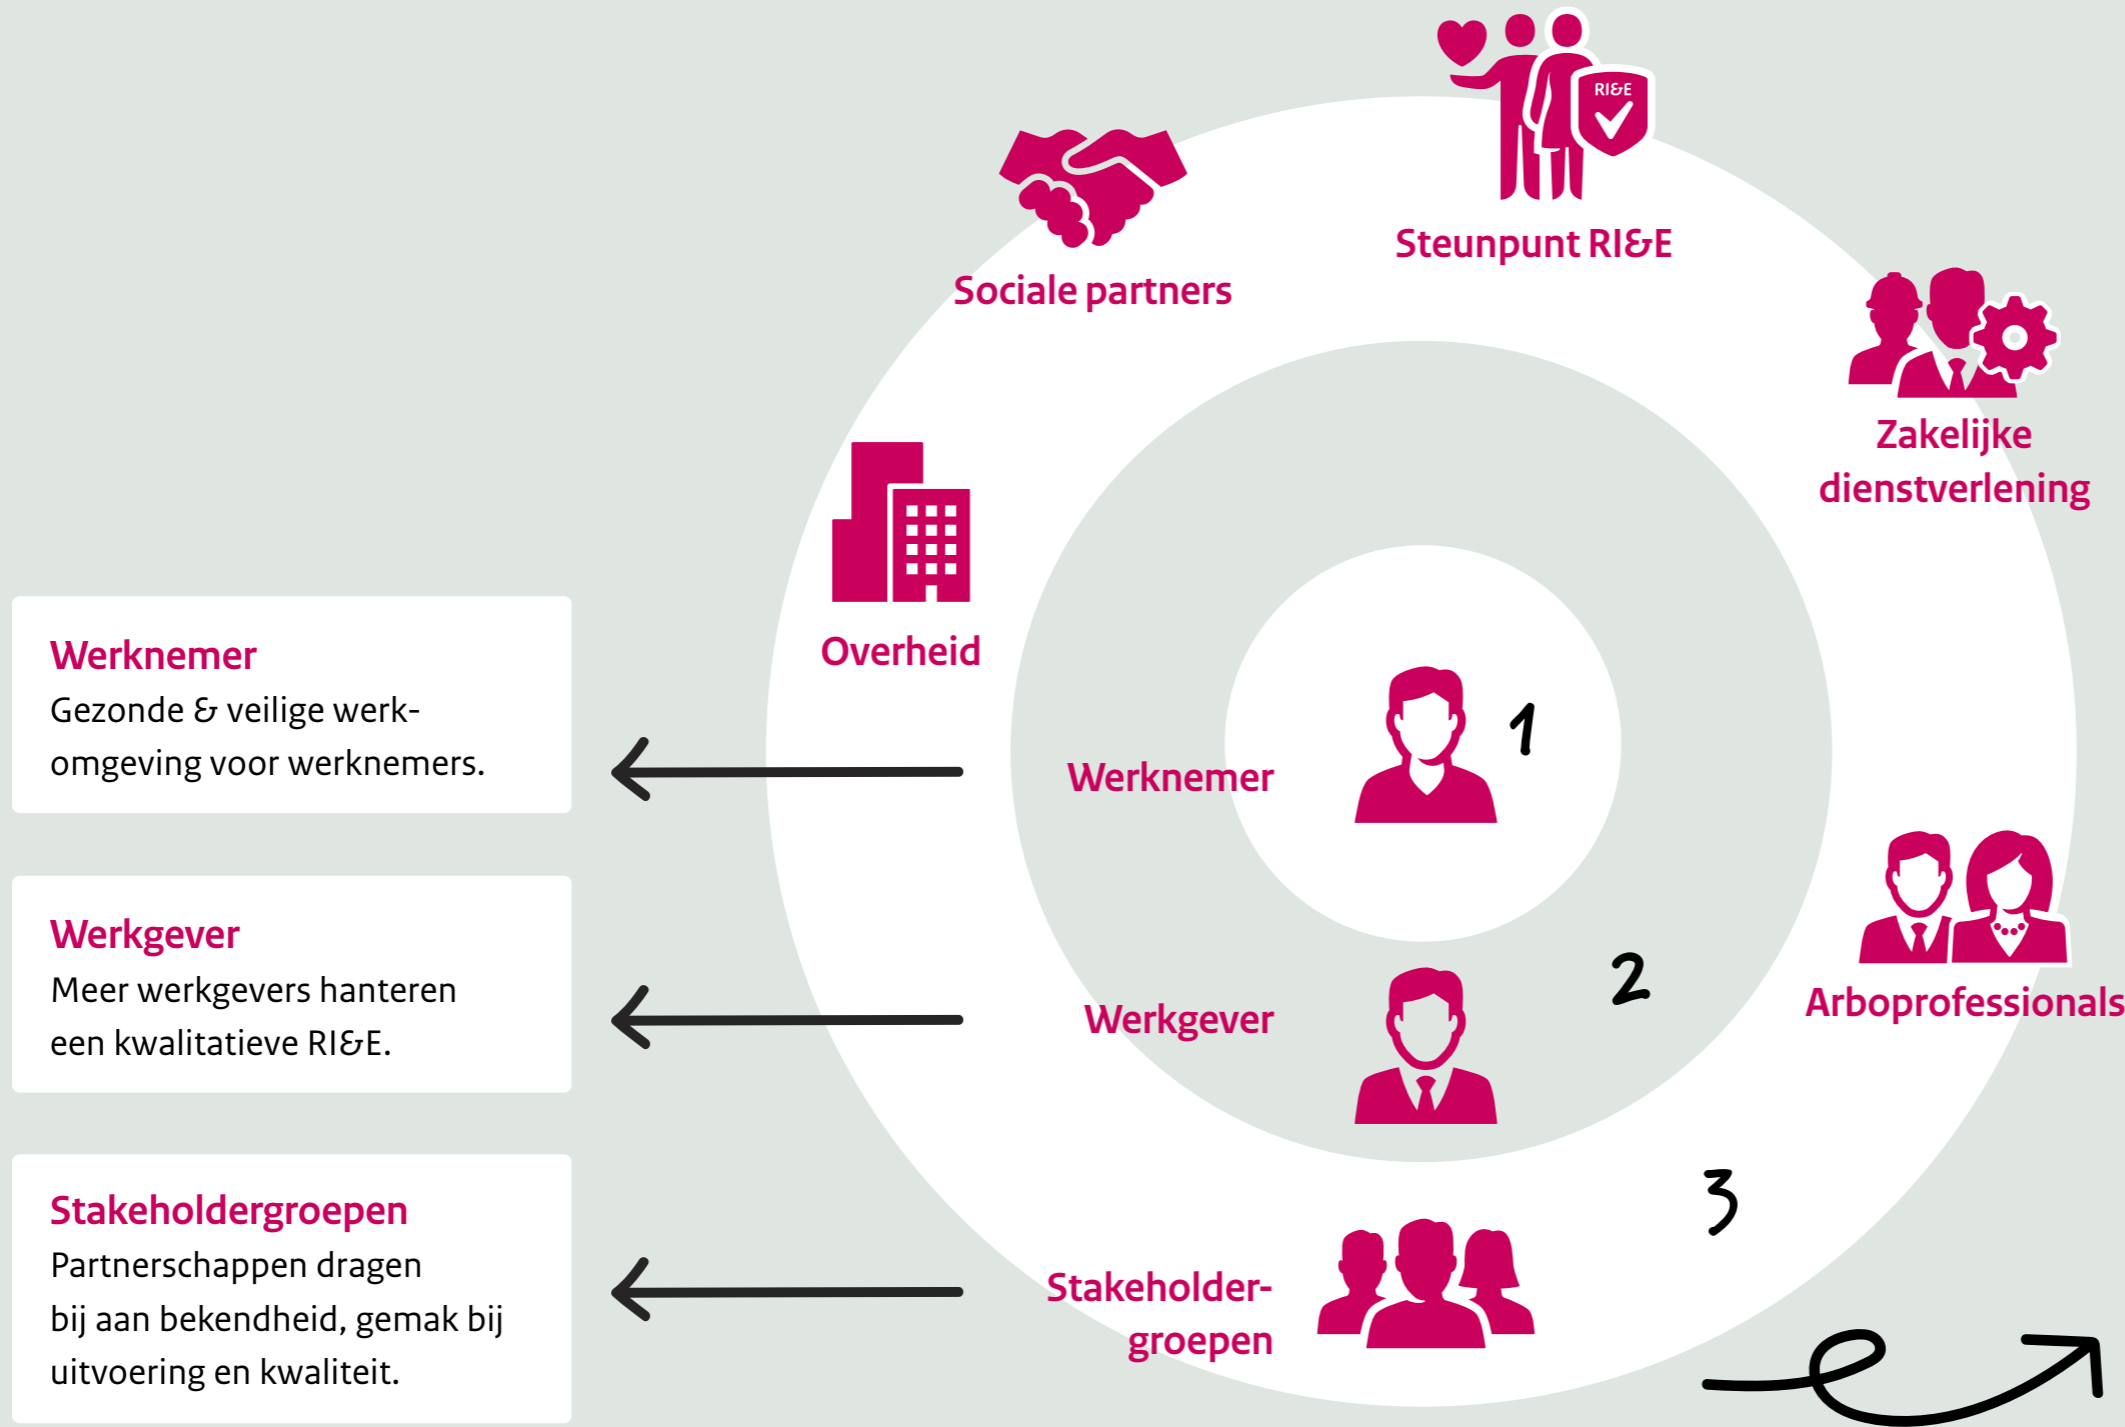 RI&E
Steunpunt RI&E
Sociale partners
Zakelijke
dienstverlening
Overheid
Arboprofessionals
Werknemer
1
Werkgever
2
Stakeholder-
groepen
3
Werknemer
Gezonde & veilige werk-
omgeving voor werknemers.
Werkgever
Meer werkgevers hanteren
een kwalitatieve RI&E.
Stakeholdergroepen
Partnerschappen dragen
bij aan bekendheid, gemak bij
uitvoering en kwaliteit.